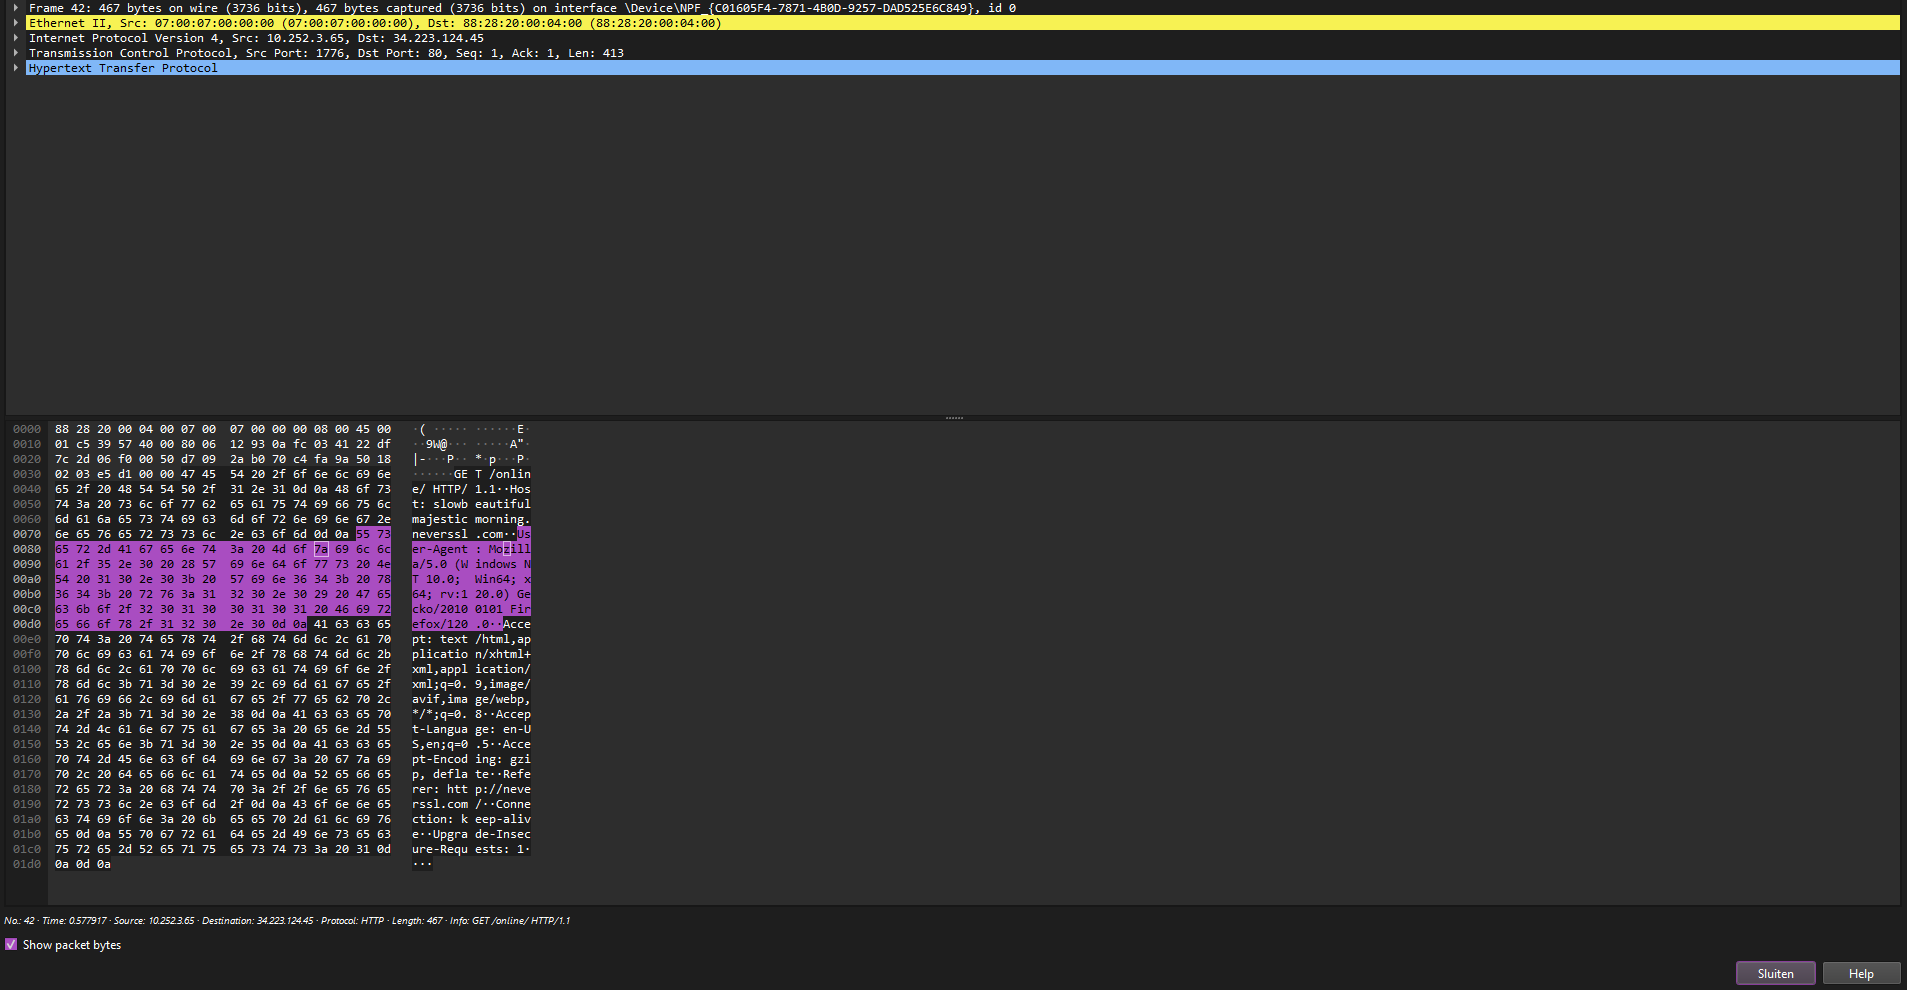 Frame 42: 467 bytes on wire (3736 bits), 467 bytes captured (3736 bits) on interface \Device\NPF_{C01605F4-7871-4B0D-9257-DAD525E6C849}, id 0
Ethernet II, Src: 07:00:07:00:00:00 (07:00:07:00:00:00), Dst: 88:28:20:00:04:00 (88:28:20:00:04:00)
Internet Protocol Version 4, Src: 10.252.3.65, Dst: 34.223.124.45
Transmission Control Protocol, Src Port: 1776, Dst Port: 80, Seq: 1, Ack: 1, Len: 413
Hypertext Transfer Protocol
0000 88 28 20 00 04 00 07 00 07 00 00 00 08 00 45 00 ·( ····· ······E·
0010 01 c5 39 57 40 00 80 06 12 93 0a fc 03 41 22 df ··9W@··· ·····A"·
0020 7c 2d 06 f0 00 50 d7 09 2a b0 70 c4 fa 9a 50 18 |-···P·· *·p···P·
0030 02 03 e5 d1 00 00 47 45 54 20 2f 6f 6e 6c 69 6e ······GE T /onlin
0040 65 2f 20 48 54 54 50 2f 31 2e 31 0d 0a 48 6f 73 e/ HTTP/ 1.1··Hos
0050 74 3a 20 73 6c 6f 77 62 65 61 75 74 69 66 75 6c t: slowb eautiful
0060 6d 61 6a 65 73 74 69 63 6d 6f 72 6e 69 6e 67 2e majestic morning.
0070 6e 65 76 65 72 73 73 6c 2e 63 6f 6d 0d 0a 55 73 neverssl .com··Us
0080 65 72 2d 41 67 65 6e 74 3a 20 4d 6f 7a 69 6c 6c er-Agent : Mozill
0090 61 2f 35 2e 30 20 28 57 69 6e 64 6f 77 73 20 4e a/5.0 (W indows N
00a0 54 20 31 30 2e 30 3b 20 57 69 6e 36 34 3b 20 78 T 10.0; Win64; x
00b0 36 34 3b 20 72 76 3a 31 32 30 2e 30 29 20 47 65 64; rv:1 20.0) Ge
00c0 63 6b 6f 2f 32 30 31 30 30 31 30 31 20 46 69 72 cko/2010 0101 Fir
00d0 65 66 6f 78 2f 31 32 30 2e 30 0d 0a 41 63 63 65 efox/120 .0··Acce
00e0 70 74 3a 20 74 65 78 74 2f 68 74 6d 6c 2c 61 70 pt: text /html,ap
00f0 70 6c 69 63 61 74 69 6f 6e 2f 78 68 74 6d 6c 2b plicatio n/xhtml+
0100 78 6d 6c 2c 61 70 70 6c 69 63 61 74 69 6f 6e 2f xml,appl ication/
0110 78 6d 6c 3b 71 3d 30 2e 39 2c 69 6d 61 67 65 2f xml;q=0. 9,image/
0120 61 76 69 66 2c 69 6d 61 67 65 2f 77 65 62 70 2c avif,ima ge/webp,
0130 2a 2f 2a 3b 71 3d 30 2e 38 0d 0a 41 63 63 65 70 */*;q=0. 8··Accep
0140 74 2d 4c 61 6e 67 75 61 67 65 3a 20 65 6e 2d 55 t-Langua ge: en-U
0150 53 2c 65 6e 3b 71 3d 30 2e 35 0d 0a 41 63 63 65 S,en;q=0 .5··Acce
0160 70 74 2d 45 6e 63 6f 64 69 6e 67 3a 20 67 7a 69 pt-Encod ing: gzi
0170 70 2c 20 64 65 66 6c 61 74 65 0d 0a 52 65 66 65 p, defla te··Refe
0180 72 65 72 3a 20 68 74 74 70 3a 2f 2f 6e 65 76 65 rer: htt p://neve
0190 72 73 73 6c 2e 63 6f 6d 2f 0d 0a 43 6f 6e 6e 65 rssl.com /··Conne
01a0 63 74 69 6f 6e 3a 20 6b 65 65 70 2d 61 6c 69 76 ction: k eep-aliv
01b0 65 0d 0a 55 70 67 72 61 64 65 2d 49 6e 73 65 63 e··Upgra de-Insec
01c0 75 72 65 2d 52 65 71 75 65 73 74 73 3a 20 31 0d ure-Requ ests: 1·
01d0 0a 0d 0a ···
No.: 42 · Time: 0.577917 · Source: 10.252.3.65 · Destination: 34.223.124.45 · Protocol: HTTP · Length: 467 · Info: GET /online/ HTTP/1.1
Show packet bytes
Sluiten Help